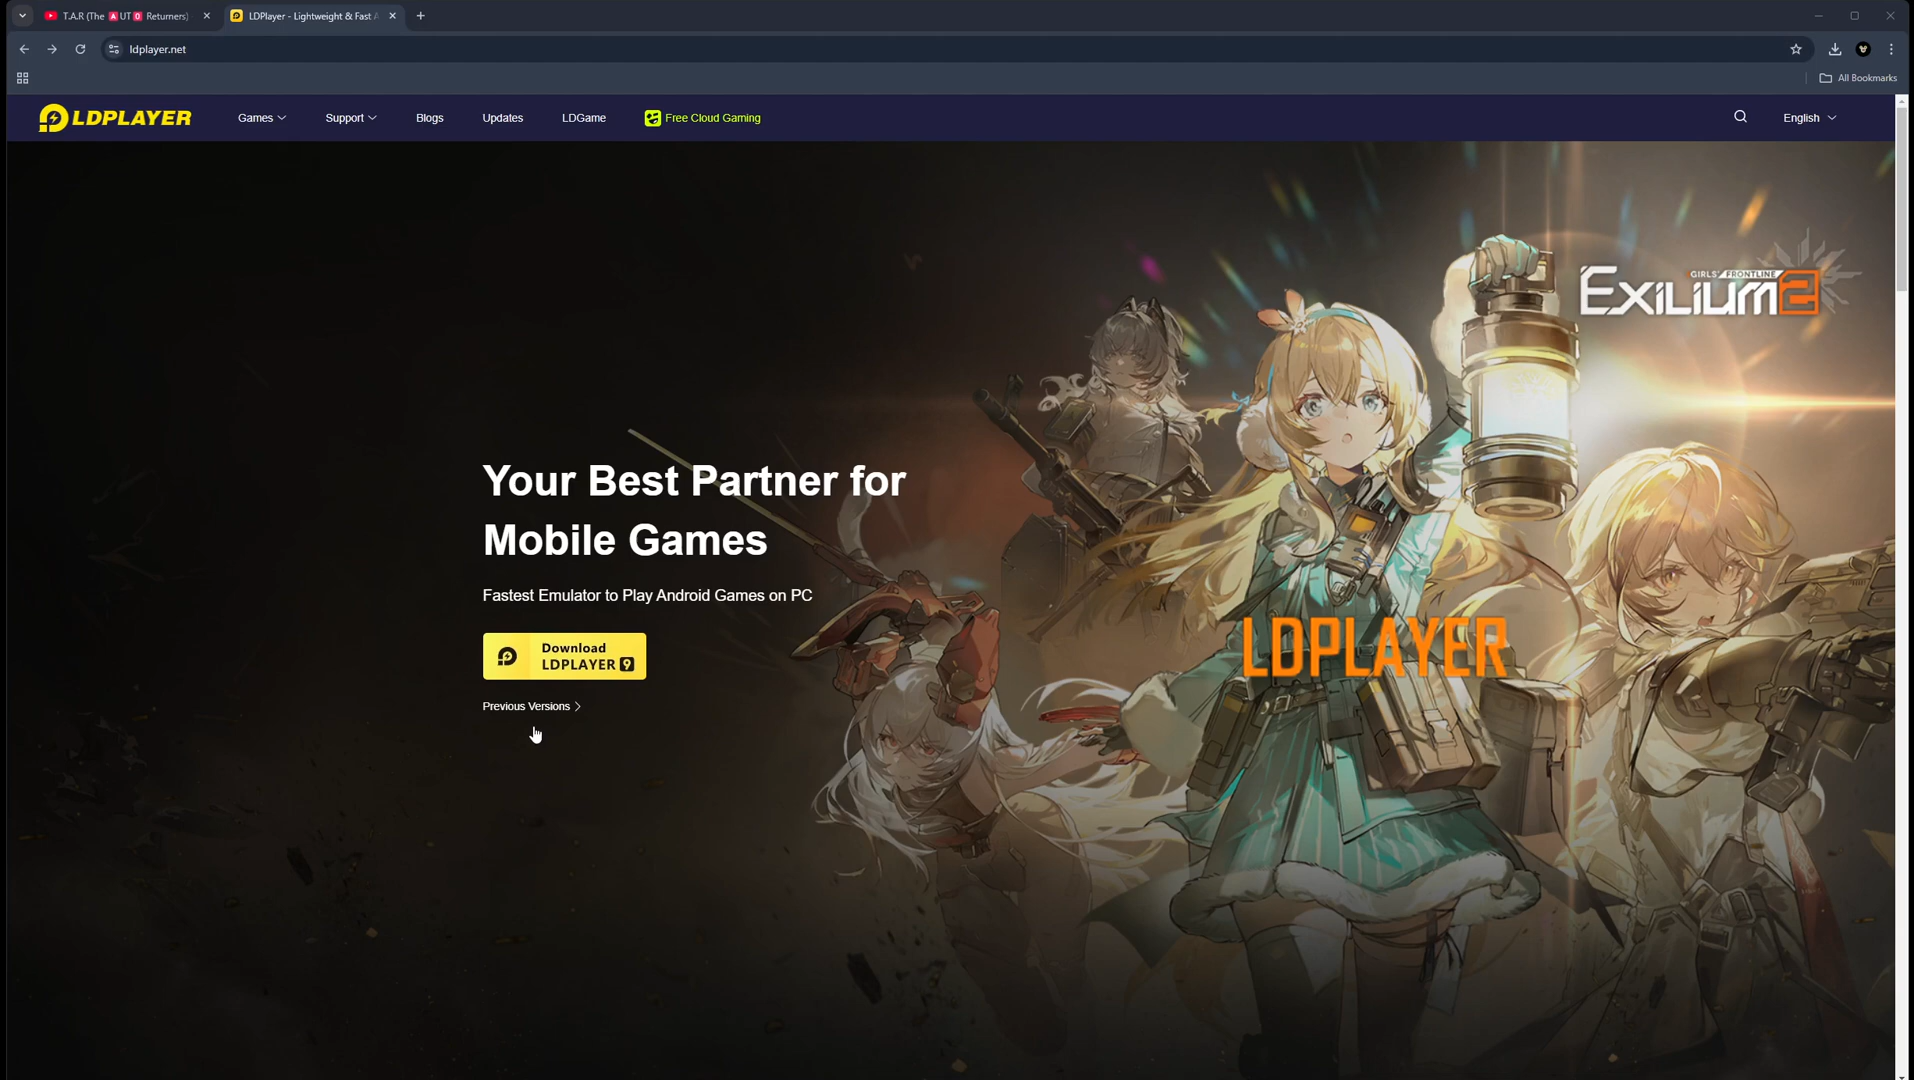 T.A.R (The AUTO Returners)
LDPlayer - Lightweight & Fast A
ldplayer.net
All Bookmarks
LDPLAYER
Games
Support
Blogs
Updates
LDGame
Free Cloud Gaming
English
GIRLS' FRONTLINE
EXILIUM 2
Your Best Partner for
Mobile Games
Fastest Emulator to Play Android Games on PC
Download
LDPLAYER 9
LDPLAYER
Previous Versions